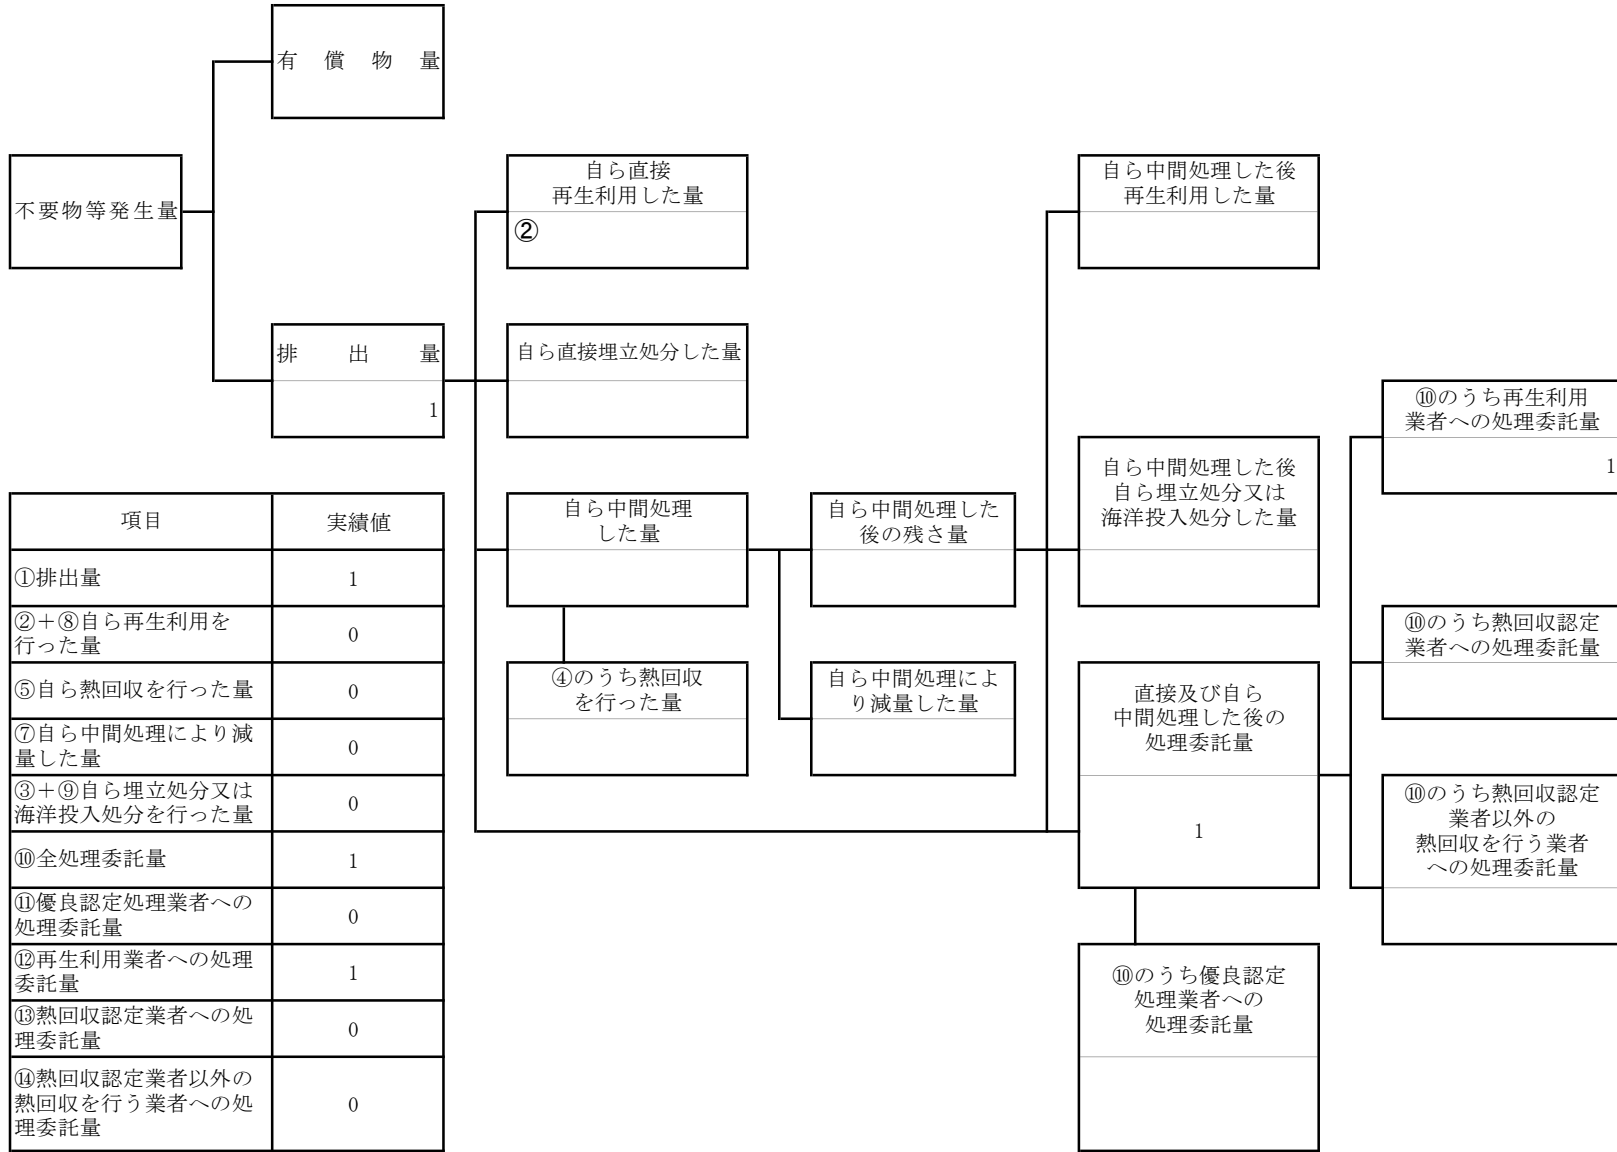 有償物量
不要物等発生量
自ら直接
再生利用した量
②
自ら中間処理した後
再生利用した量
排出量
1
自ら直接埋立処分した量
⑩のうち再生利用
業者への処理委託量
1
自ら中間処理した後
自ら埋立処分又は
海洋投入処分した量
自ら中間処理
した量
自ら中間処理した
後の残さ量
④のうち熱回収
を行った量
自ら中間処理によ
り減量した量
直接及び自ら
中間処理した後の
処理委託量
1
⑩のうち熱回収認定
業者への処理委託量
⑩のうち熱回収認定
業者以外の
熱回収を行う業者
への処理委託量
⑩のうち優良認定
処理業者への
処理委託量
項目 実績値
①排出量 1
②+⑧自ら再生利用を
行った量 0
⑤自ら熱回収を行った量 0
⑦自ら中間処理により減
量した量 0
③+⑨自ら埋立処分又は
海洋投入処分を行った量 0
⑩全処理委託量 1
⑪優良認定処理業者への
処理委託量 0
⑫再生利用業者への処理
委託量 1
⑬熱回収認定業者への処
理委託量 0
⑭熱回収認定業者以外の
熱回収を行う業者への処 0
理委託量